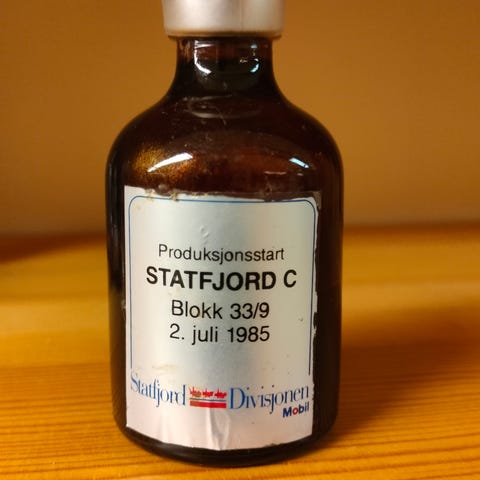 Produksjonsstart
STATFJORD C
Blokk 33/9
2. juli 1985
Statfjord Divisjonen
Mobil